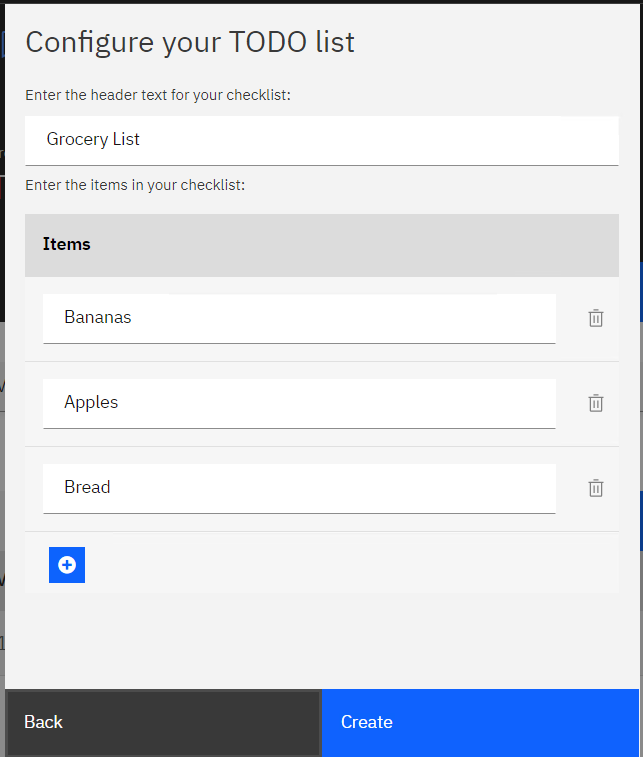 Configure your TODO list
Enter the header text for your checklist:
Grocery List
Enter the items in your checklist:
Items
Bananas
Apples
Bread
Back
Create